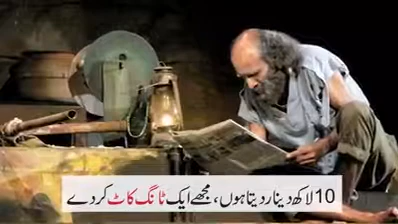 10 لاکھ دینار دیتا ہوں، مجھے ایک ٹانگ کاٹ کر دے